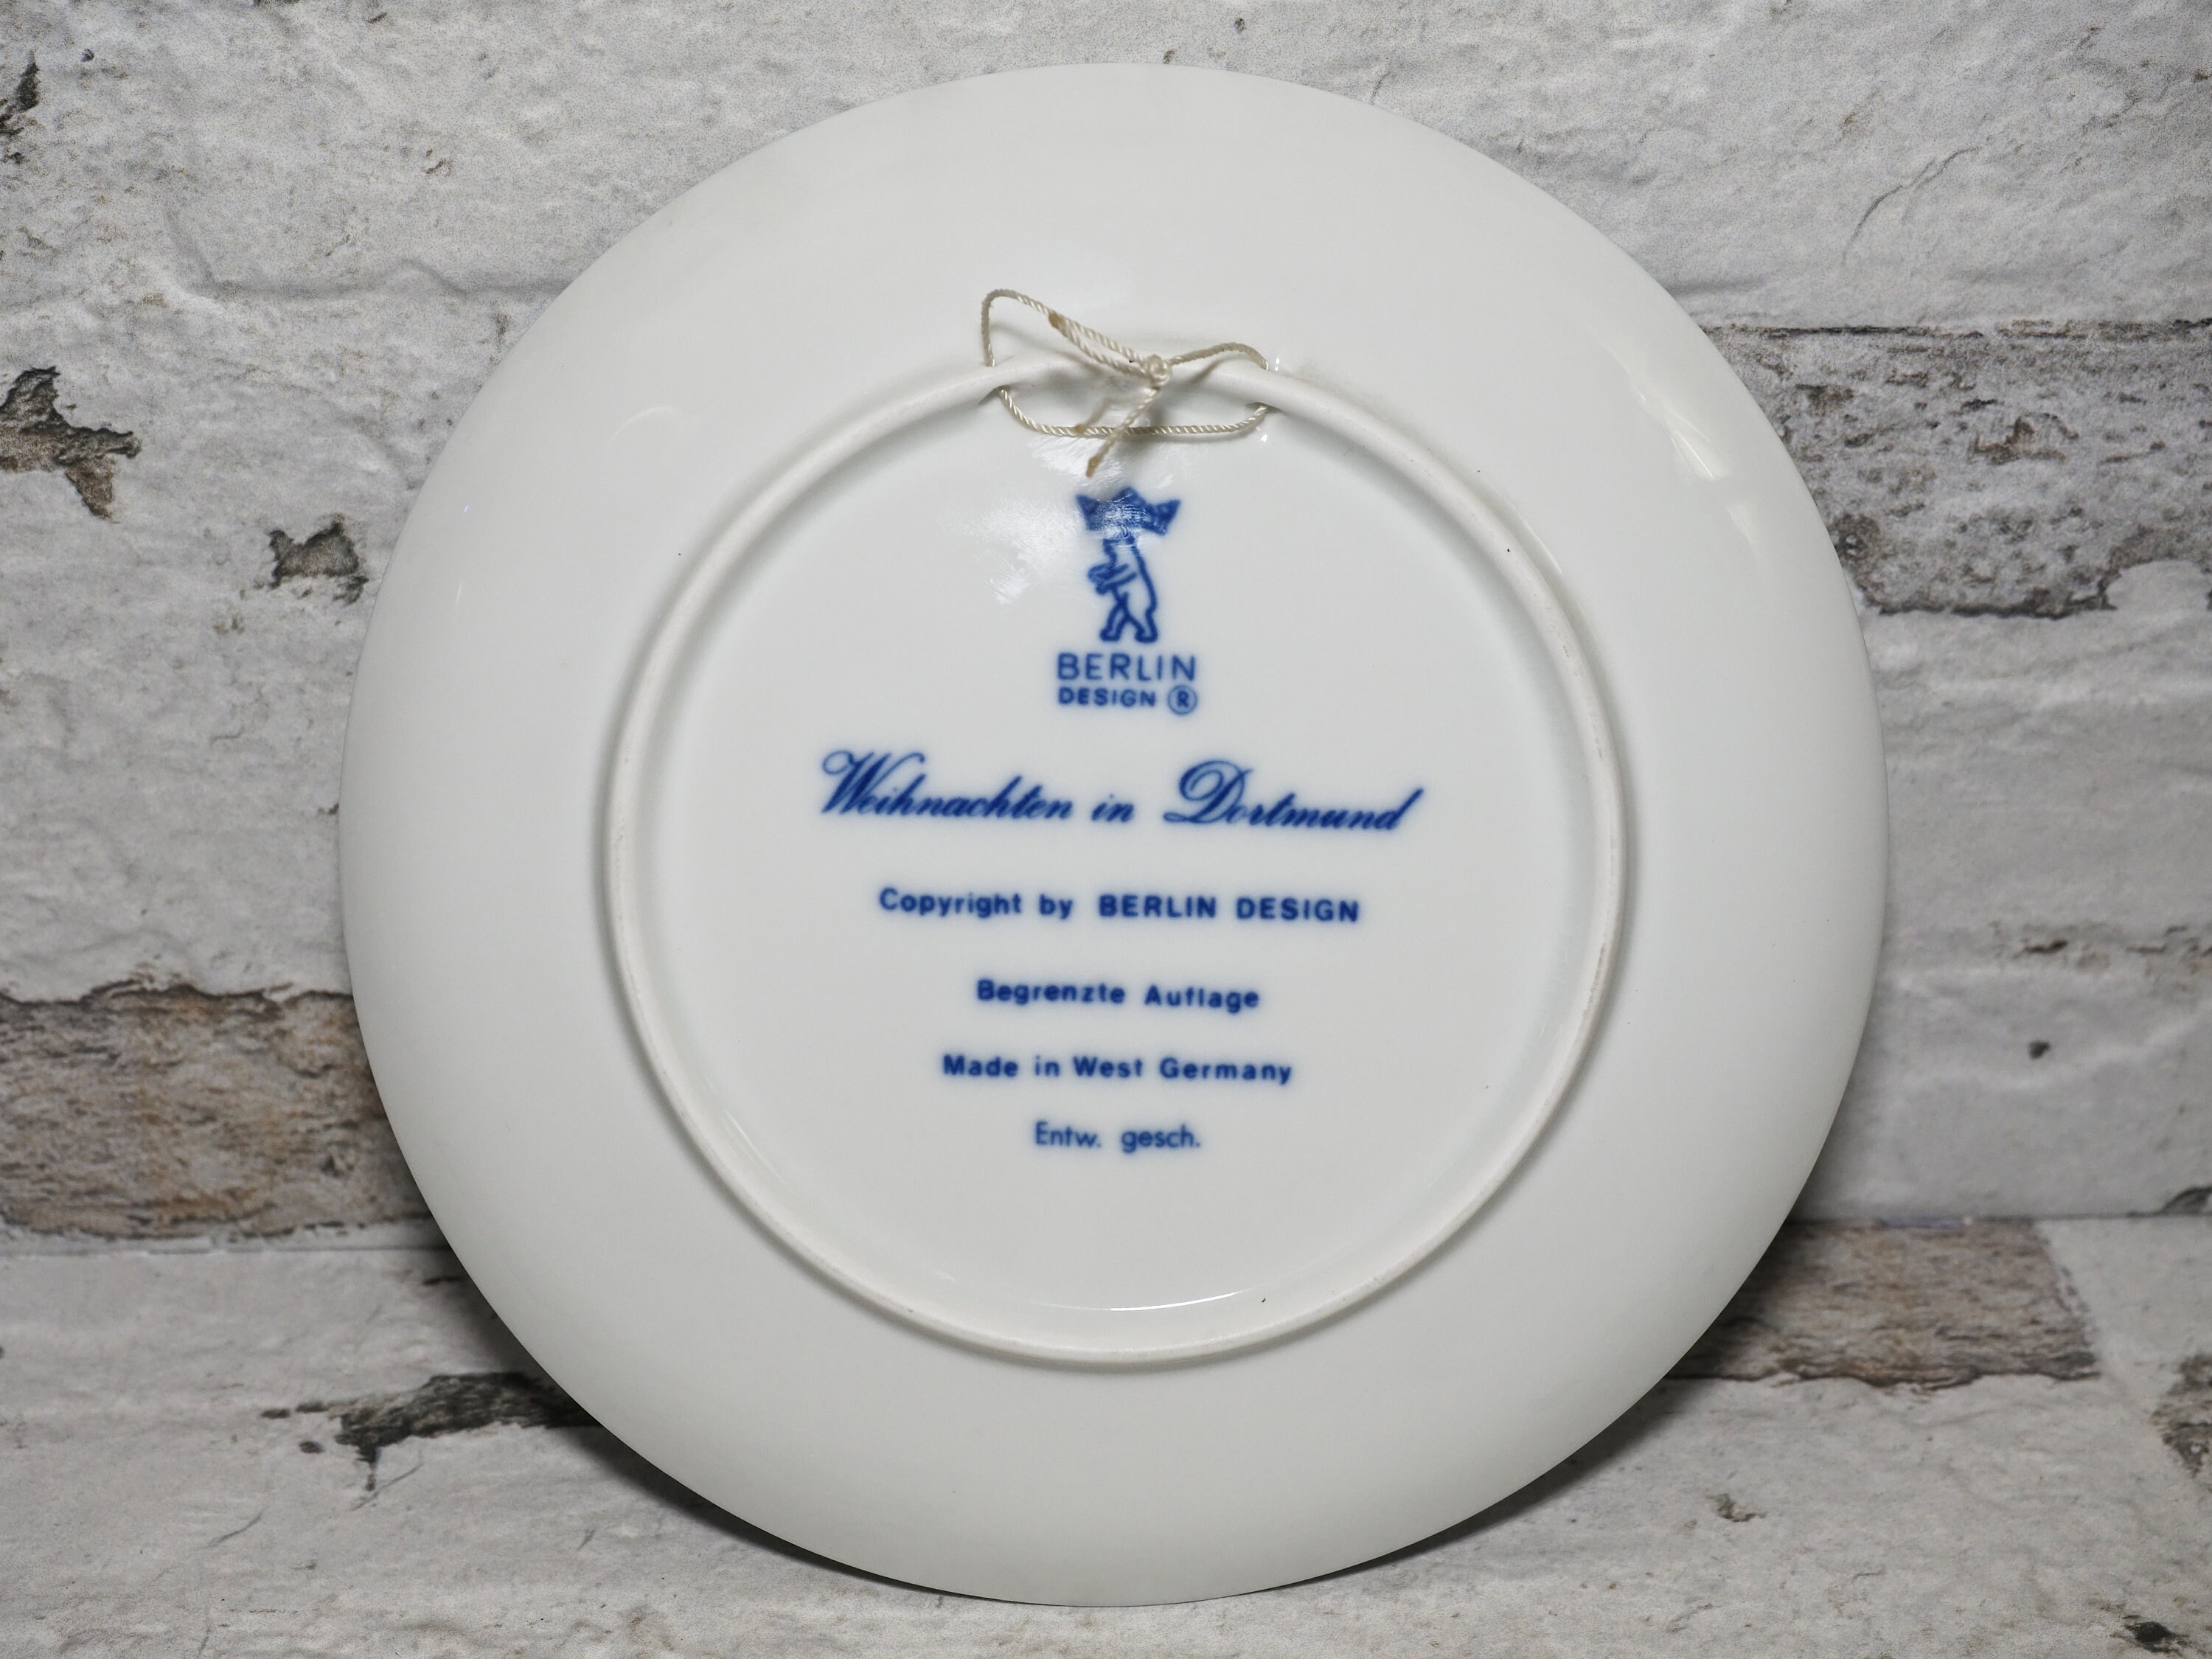 BERLIN
DESIGN ®
Weihnachten in Dortmund
Copyright by BERLIN DESIGN
Begrenzte Auflage
Made in West Germany
Entw. gesch.